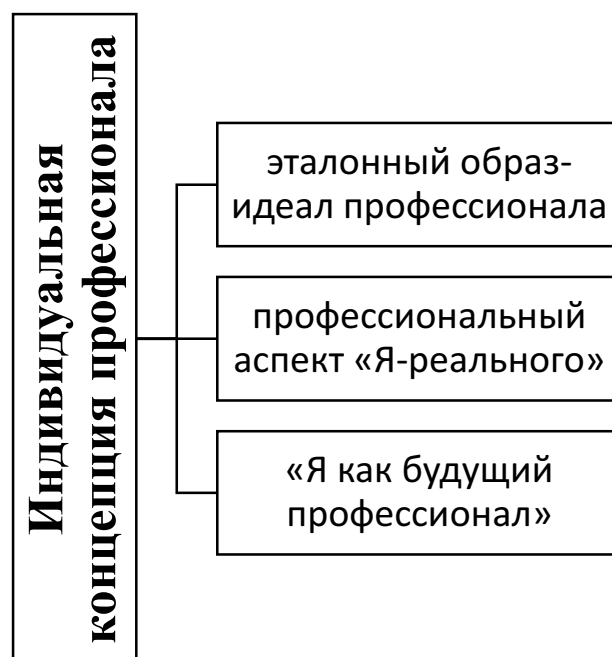 Индивидуальная
концепция профессионала
эталонный образ-
идеал профессионала
профессиональный
аспект «Я-реального»
«Я как будущий
профессионал»